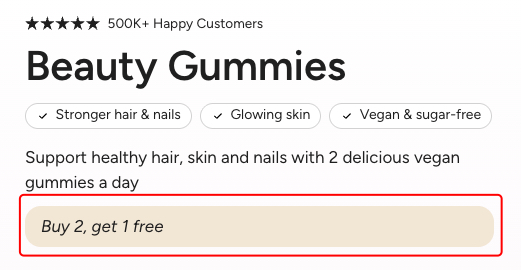 ★★★★★ 500K+ Happy Customers
Beauty Gummies
✓ Stronger hair & nails ✓ Glowing skin ✓ Vegan & sugar-free
Support healthy hair, skin and nails with 2 delicious vegan
gummies a day
Buy 2, get 1 free